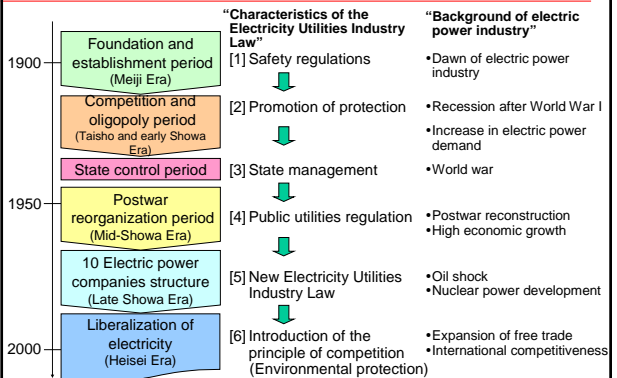 “Characteristics of the
Electricity Utilities Industry
Law”
“Background of electric
power industry”
1900
Foundation and
establishment period
(Meiji Era)
[1] Safety regulations
•Dawn of electric power
industry
Competition and
oligopoly period
(Taisho and early Showa
Era)
[2] Promotion of protection
•Recession after World War I
•Increase in electric power
demand
State control period
[3] State management
•World war
1950
Postwar
reorganization period
(Mid-Showa Era)
[4] Public utilities regulation
•Postwar reconstruction
•High economic growth
10 Electric power
companies structure
(Late Showa Era)
[5] New Electricity Utilities
Industry Law
•Oil shock
•Nuclear power development
2000
Liberalization of
electricity
(Heisei Era)
[6] Introduction of the
principle of competition
(Environmental protection)
•Expansion of free trade
•International competitiveness